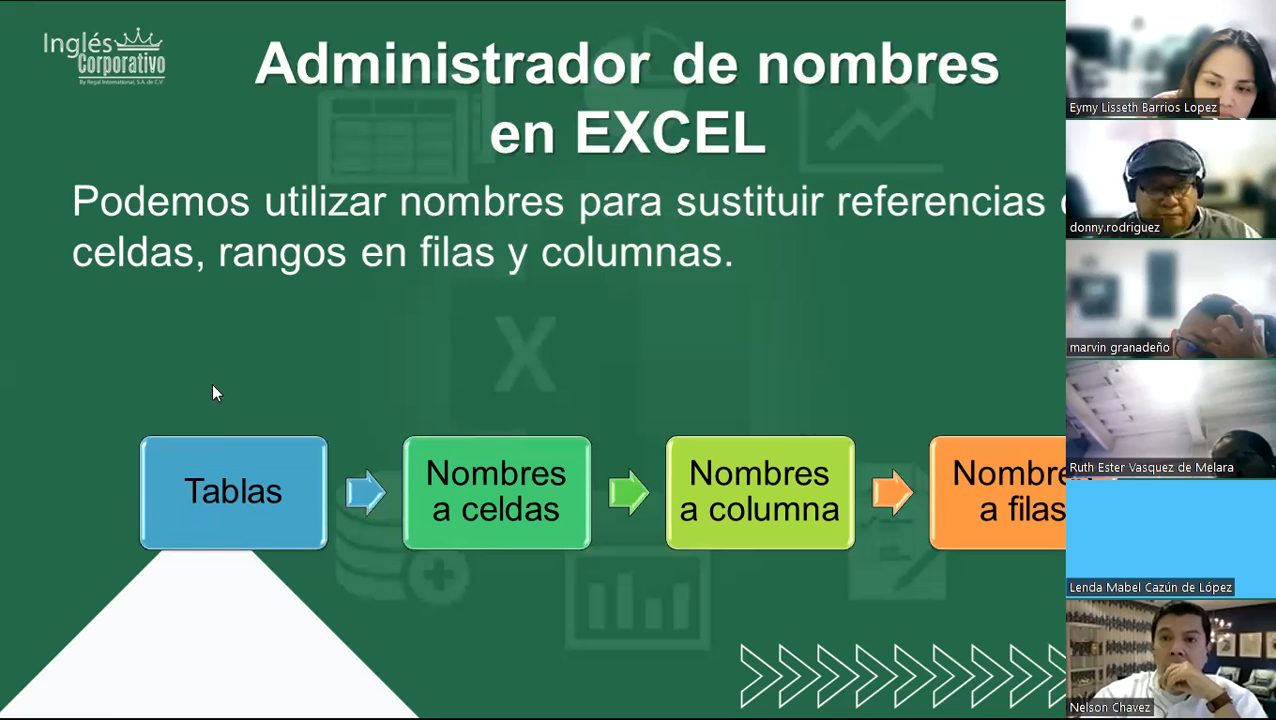 Inglés
Corporativo
By Regal International, S.A. de C.V.
Administrador de nombres
en EXCEL
Podemos utilizar nombres para sustituir referencias
celdas, rangos en filas y columnas.
X
Tablas
Nombres
a celdas
Nombres
a columna
Nombre
a filas
Eymy Lisseth Barrios Lopez
donny.rodriguez
marvin granadeño
Ruth Ester Vasquez de Melara
Lenda Mabel Cazún de López
Nelson Chavez